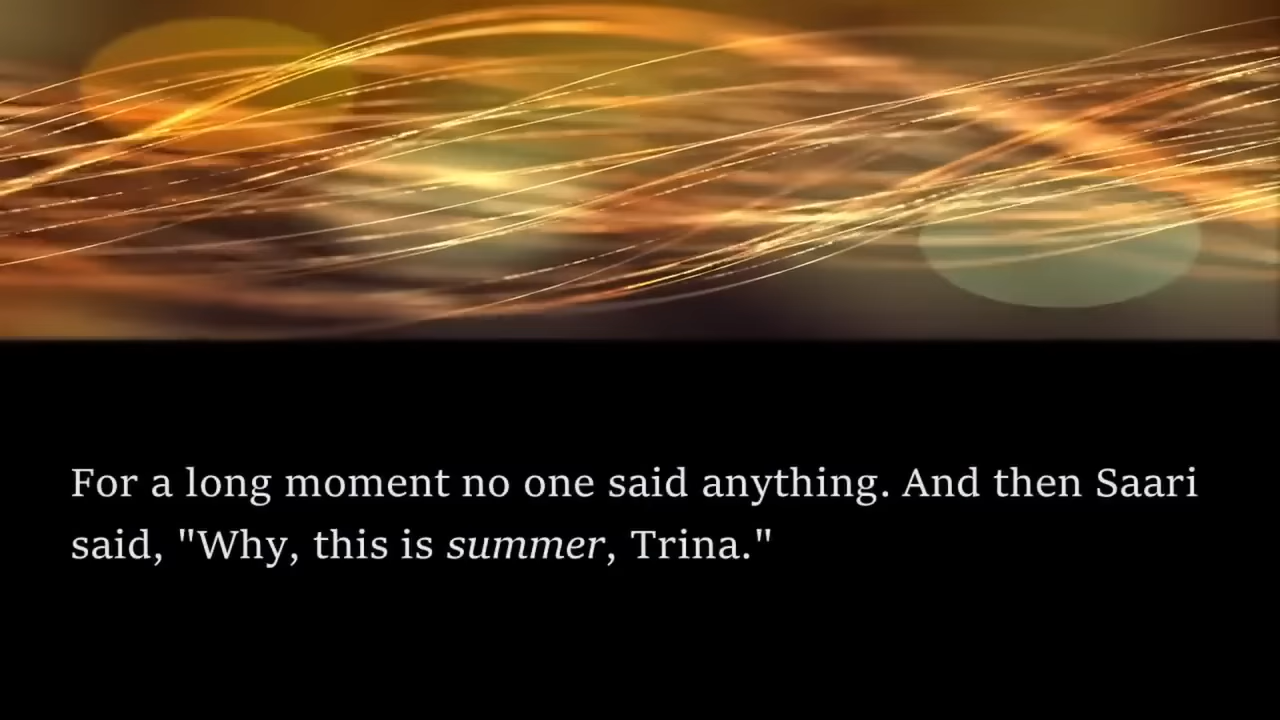 For a long moment no one said anything. And then Saari
said, "Why, this is summer, Trina."